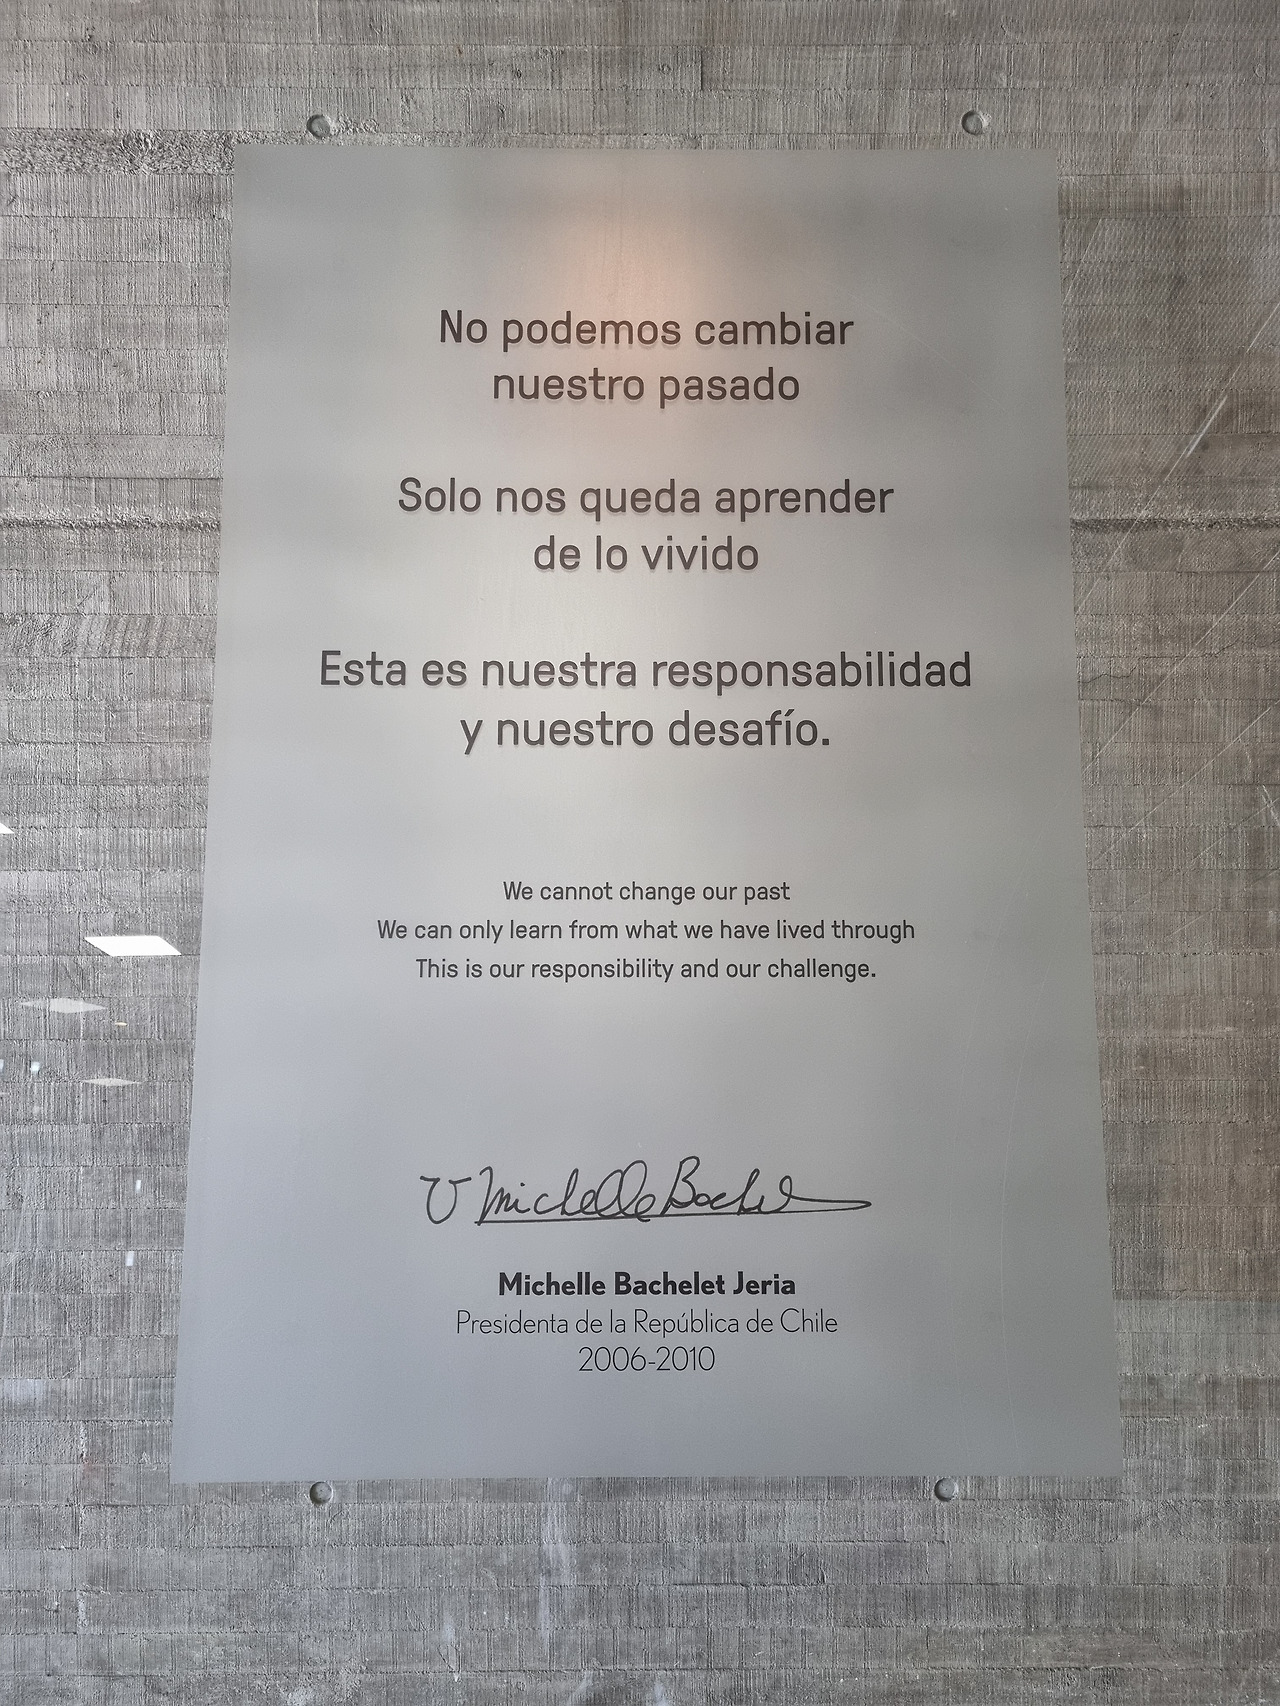 No podemos cambiar
nuestro pasado
Solo nos queda aprender
de lo vivido
Esta es nuestra responsabilidad
y nuestro desafío.
We cannot change our past
We can only learn from what we have lived through
This is our responsibility and our challenge.
V Michelle Bachelet
Michelle Bachelet Jeria
Presidenta de la República de Chile
2006-2010